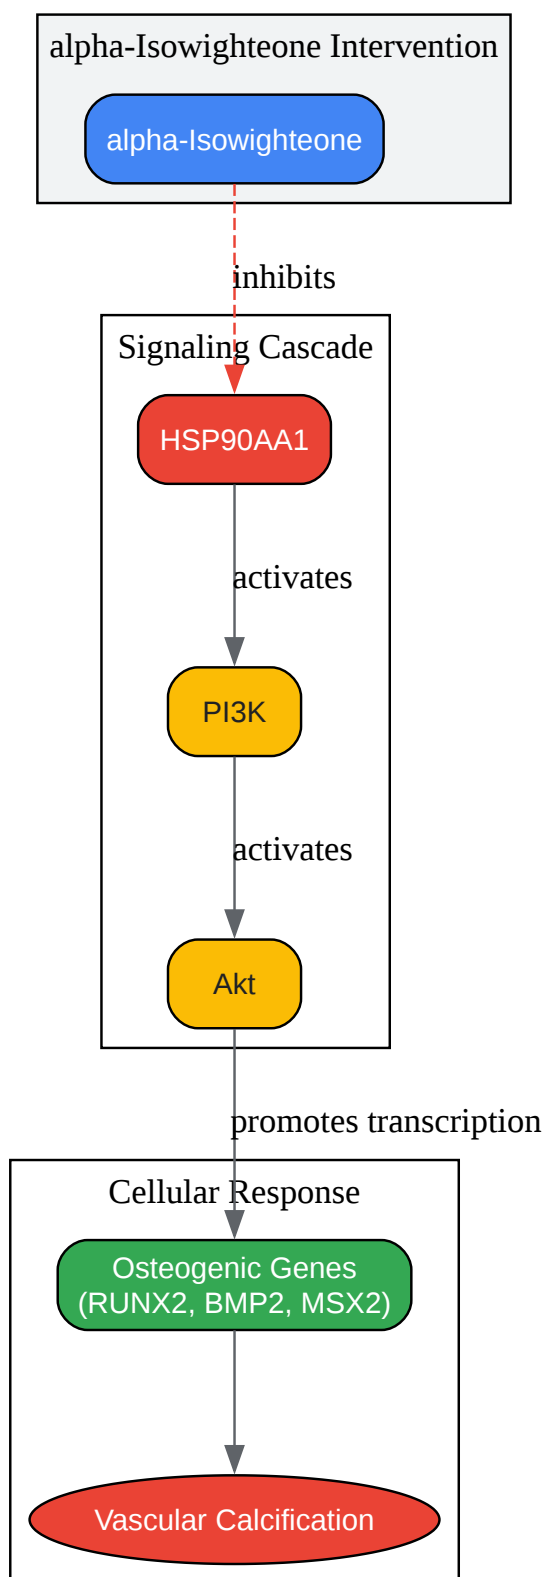 alpha-Isowighteone Intervention
alpha-Isowighteone
inhibits
Signaling Cascade
HSP90AA1
activates
PI3K
activates
Akt
promotes transcription
Cellular Response
Osteogenic Genes
(RUNX2, BMP2, MSX2)
Vascular Calcification